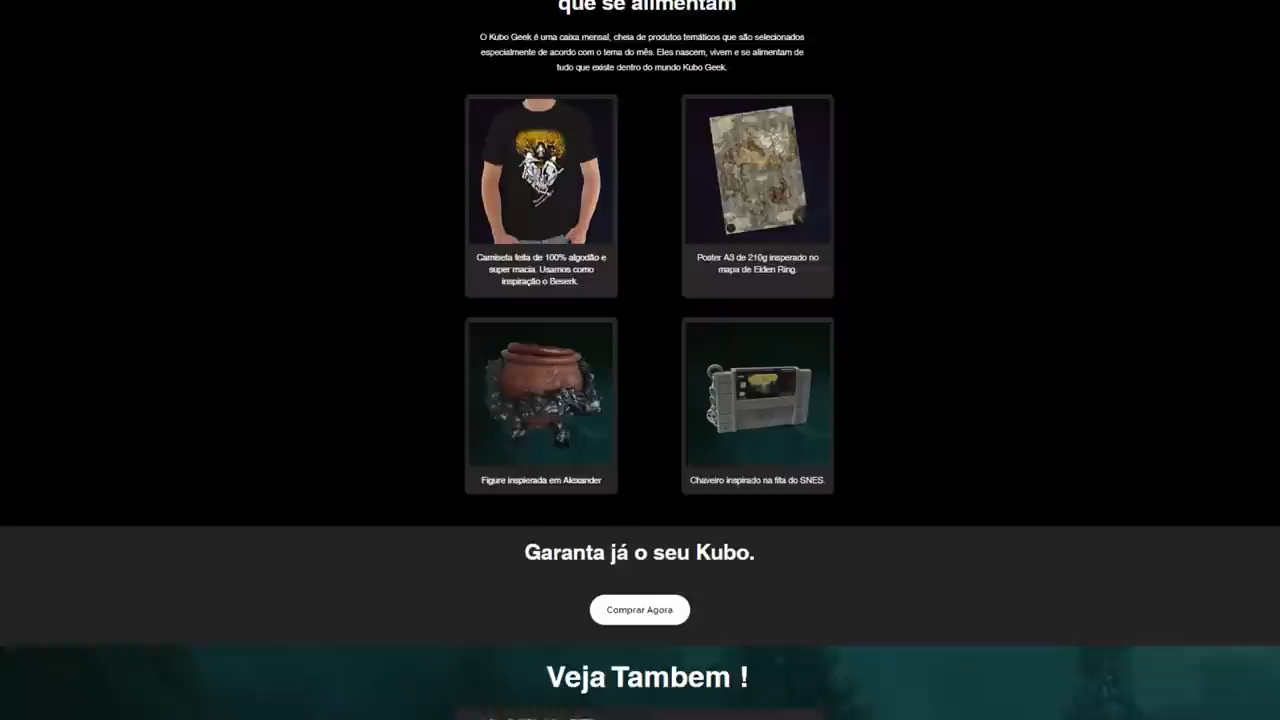 que se alimentam
O Kubo Geek é uma caixa mensal, cheia de produtos temáticos que são selecionados
especialmente de acordo com o tema do mês. Eles nascem, vivem e se alimentam de
tudo que existe dentro do mundo Kubo Geek.
Camiseta feita de 100% algodão e
super macia. Usamos como
inspiração o Beserk.
Poster A3 de 210g insperado no
mapa de Elden Ring.
Figure inspierada em Alexander
Chaveiro inspirado na fita do SNES.
Garanta já o seu Kubo.
Comprar Agora
Veja Tambem !